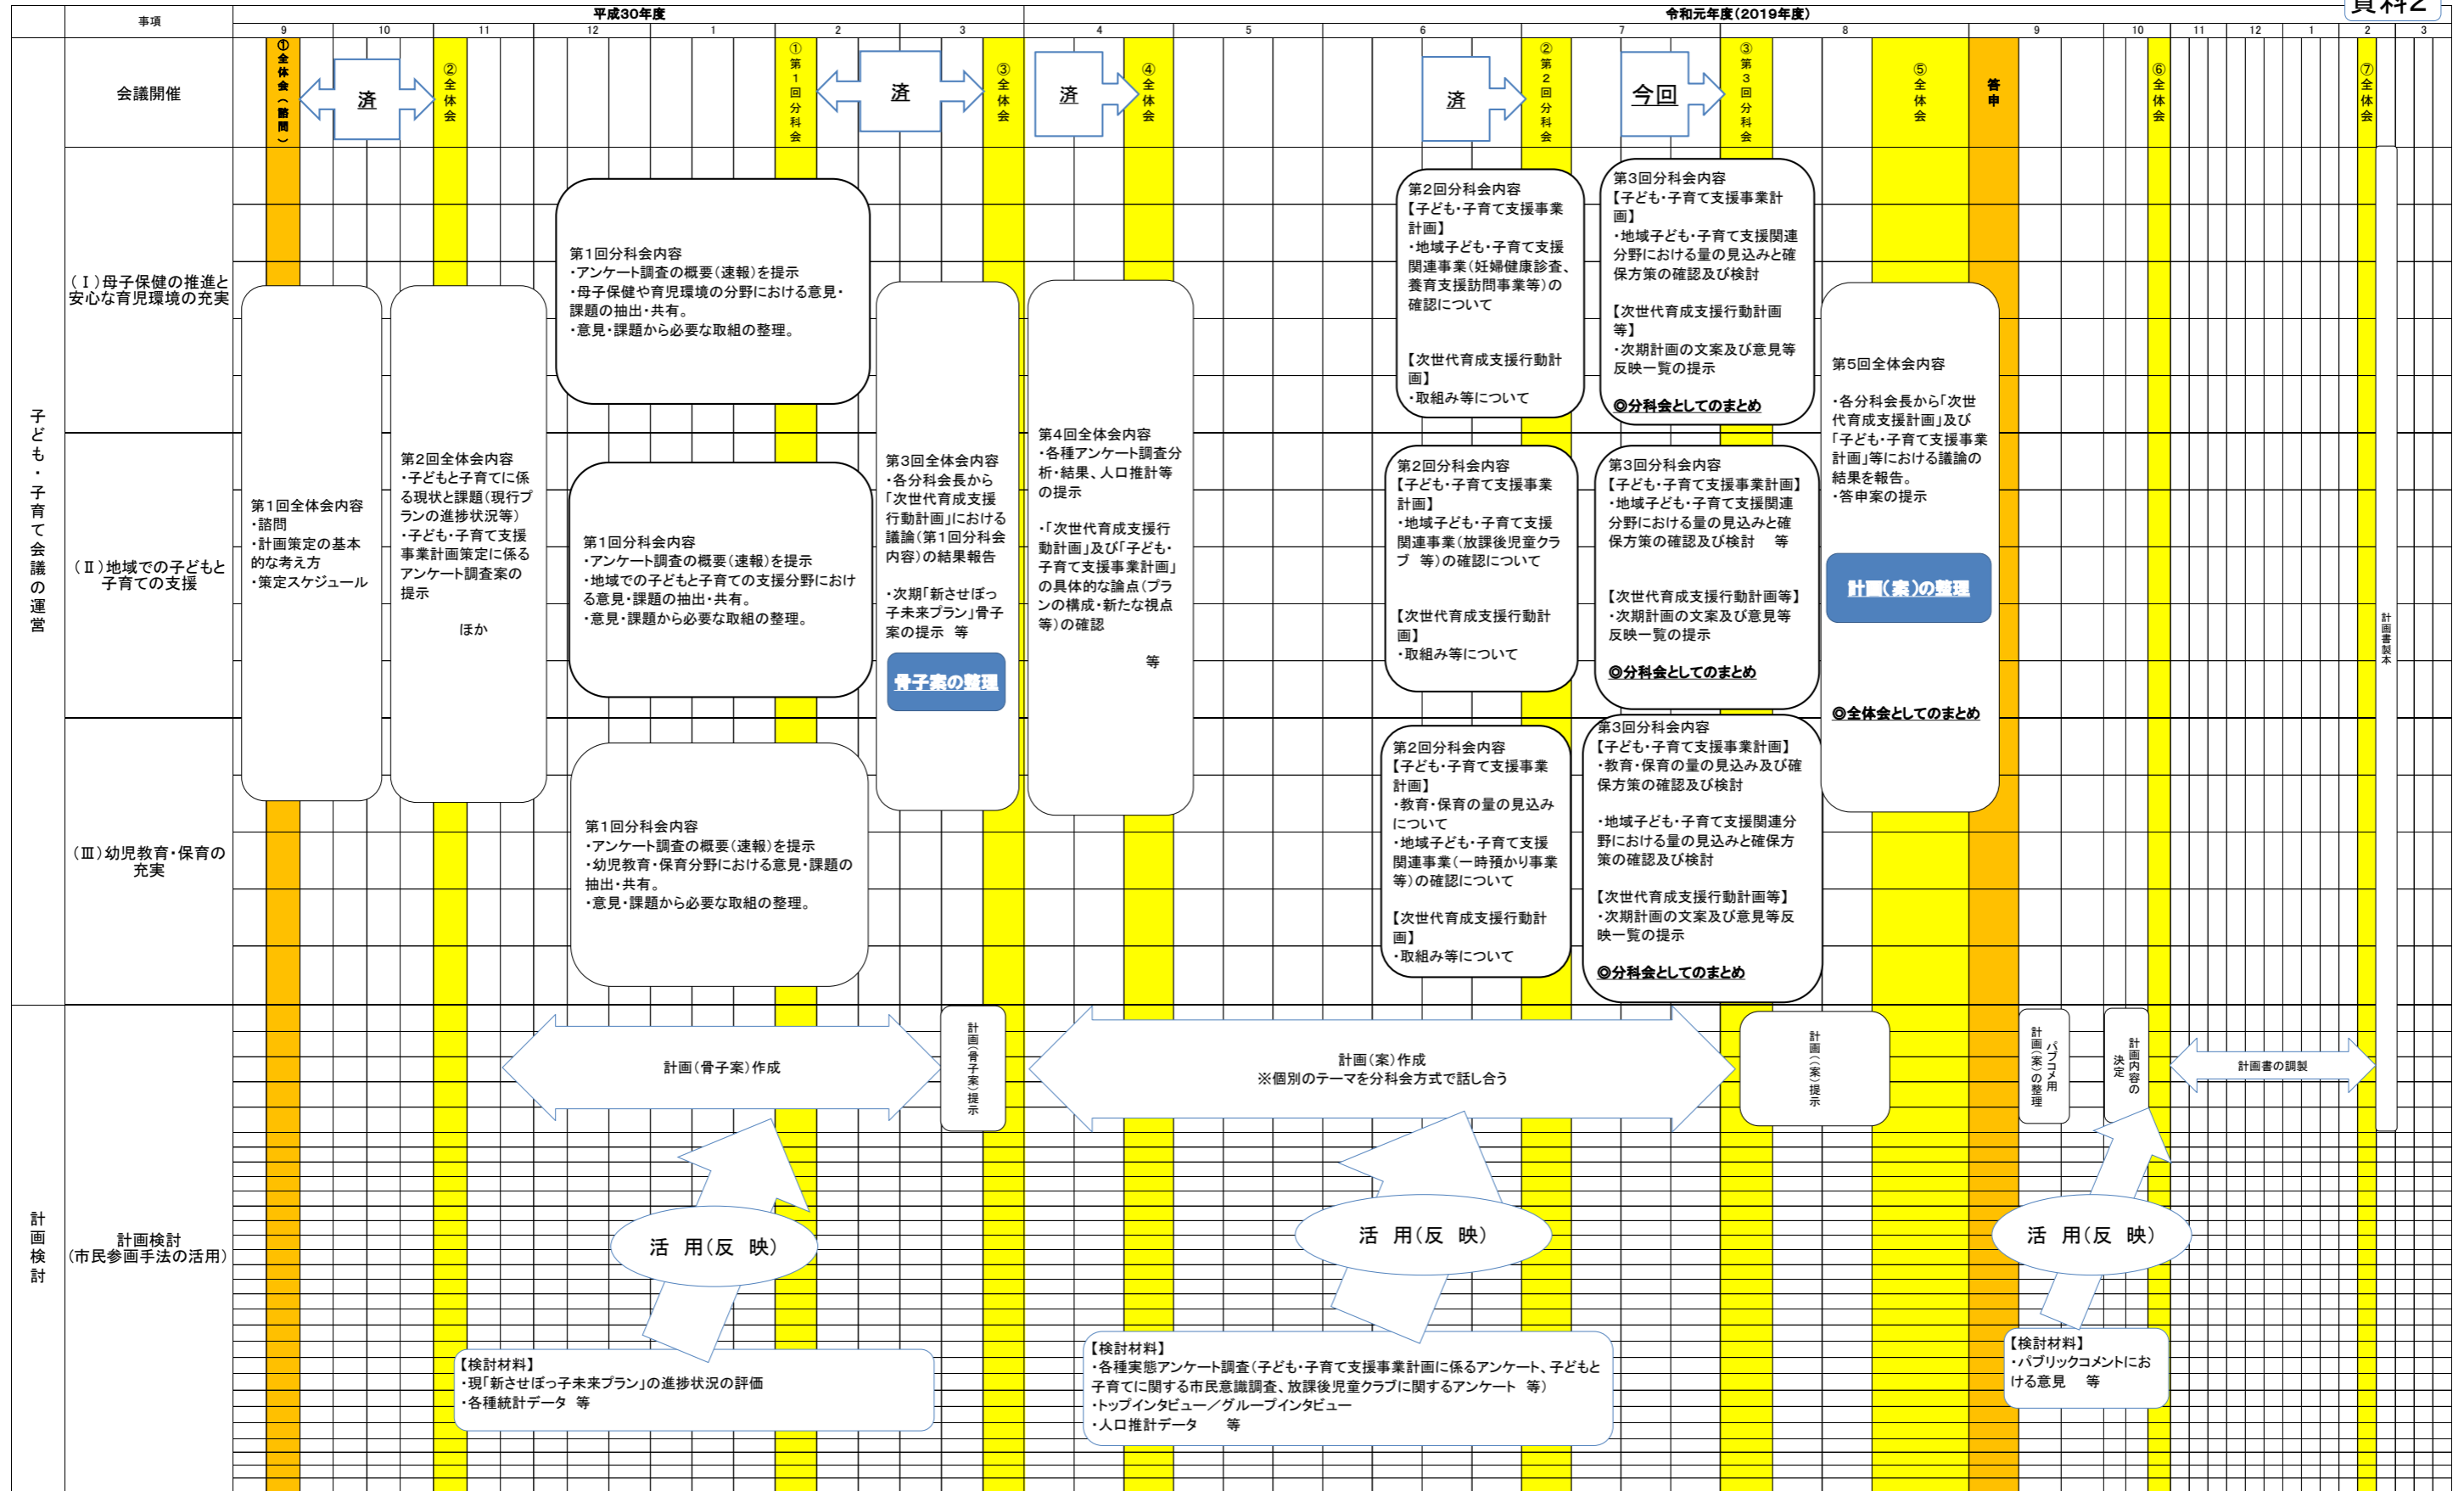 資料2
事項
平成30年度
令和元年度(2019年度)
9
10
11
12
1
2
3
4
5
6
7
8
9
10
11
12
1
2
3
会議開催
①全体会(諮問)
済
②全体会
①第1回分科会
済
③全体会
済
④全体会
済
②第2回分科会
今回
③第3回分科会
⑤全体会
答申
⑥全体会
⑦全体会
子ども・子育て会議の運営
(Ⅰ)母子保健の推進と
安心な育児環境の充実
(Ⅱ)地域での子どもと
子育ての支援
(Ⅲ)幼児教育・保育の
充実
第1回全体会内容
・諮問
・計画策定の基本
的な考え方
・策定スケジュール
第2回全体会内容
・子どもと子育てに係
る現状と課題(現行プ
ランの進捗状況等)
・子ども・子育て支援
事業計画策定に係る
アンケート調査案の
提示
ほか
第1回分科会内容
・アンケート調査の概要(速報)を提示
・母子保健や育児環境の分野における意見・
課題の抽出・共有。
・意見・課題から必要な取組の整理。
第1回分科会内容
・アンケート調査の概要(速報)を提示
・地域での子どもと子育ての支援分野におけ
る意見・課題の抽出・共有。
・意見・課題から必要な取組の整理。
第1回分科会内容
・アンケート調査の概要(速報)を提示
・幼児教育・保育分野における意見・課題の
抽出・共有。
・意見・課題から必要な取組の整理。
第3回全体会内容
・各分科会長から
「次世代育成支援
行動計画」における
議論(第1回分科会
内容)の結果報告
・次期「新させぼっ
子未来プラン」骨子
案の提示 等
骨子案の整理
第4回全体会内容
・各種アンケート調査分
析・結果、人口推計等
の提示
・「次世代育成支援行
動計画」及び「子ども・
子育て支援事業計画」
の具体的な論点(プラ
ンの構成・新たな視点
等)の確認
等
第2回分科会内容
【子ども・子育て支援事業
計画】
・地域子ども・子育て支援
関連事業(妊婦健康診査、
養育支援訪問事業等)の
確認について
【次世代育成支援行動計
画】
・取組み等について
第2回分科会内容
【子ども・子育て支援事業
計画】
・地域子ども・子育て支援
関連事業(放課後児童クラ
ブ 等)の確認について
【次世代育成支援行動計
画】
・取組み等について
第2回分科会内容
【子ども・子育て支援事業
計画】
・教育・保育の量の見込み
について
・地域子ども・子育て支援
関連事業(一時預かり事業
等)の確認について
【次世代育成支援行動計
画】
・取組み等について
第3回分科会内容
【子ども・子育て支援事業計
画】
・地域子ども・子育て支援関連
分野における量の見込みと確
保方策の確認及び検討
【次世代育成支援行動計画
等】
・次期計画の文案及び意見等
反映一覧の提示
◎分科会としてのまとめ
第3回分科会内容
【子ども・子育て支援事業計画】
・地域子ども・子育て支援関連
分野における量の見込みと確
保方策の確認及び検討 等
【次世代育成支援行動計画等】
・次期計画の文案及び意見等
反映一覧の提示
◎分科会としてのまとめ
第3回分科会内容
【子ども・子育て支援事業計画】
・教育・保育の量の見込み及び確
保方策の確認及び検討
・地域子ども・子育て支援関連分
野における量の見込みと確保方
策の確認及び検討
【次世代育成支援行動計画等】
・次期計画の文案及び意見等反
映一覧の提示
◎分科会としてのまとめ
第5回全体会内容
・各分科会長から「次世
代育成支援計画」及び
「子ども・子育て支援事業
計画」等における議論の
結果を報告。
・答申案の提示
計画(案)の整理
◎全体会としてのまとめ
計画書製本
計画検討
計画検討
(市民参画手法の活用)
計画(骨子案)作成
計画(骨子案)提示
計画(案)作成
※個別のテーマを分科会方式で話し合う
計画(案)提示
パブコメ用
計画(案)の整理
計画内容の
決定
計画書の調製
活 用(反 映)
活 用(反 映)
活 用(反 映)
【検討材料】
・現「新させぼっ子未来プラン」の進捗状況の評価
・各種統計データ 等
【検討材料】
・各種実態アンケート調査(子ども・子育て支援事業計画に係るアンケート、子どもと
子育てに関する市民意識調査、放課後児童クラブに関するアンケート 等)
・トップインタビュー/グループインタビュー
・人口推計データ 等
【検討材料】
・パブリックコメントにお
ける意見 等